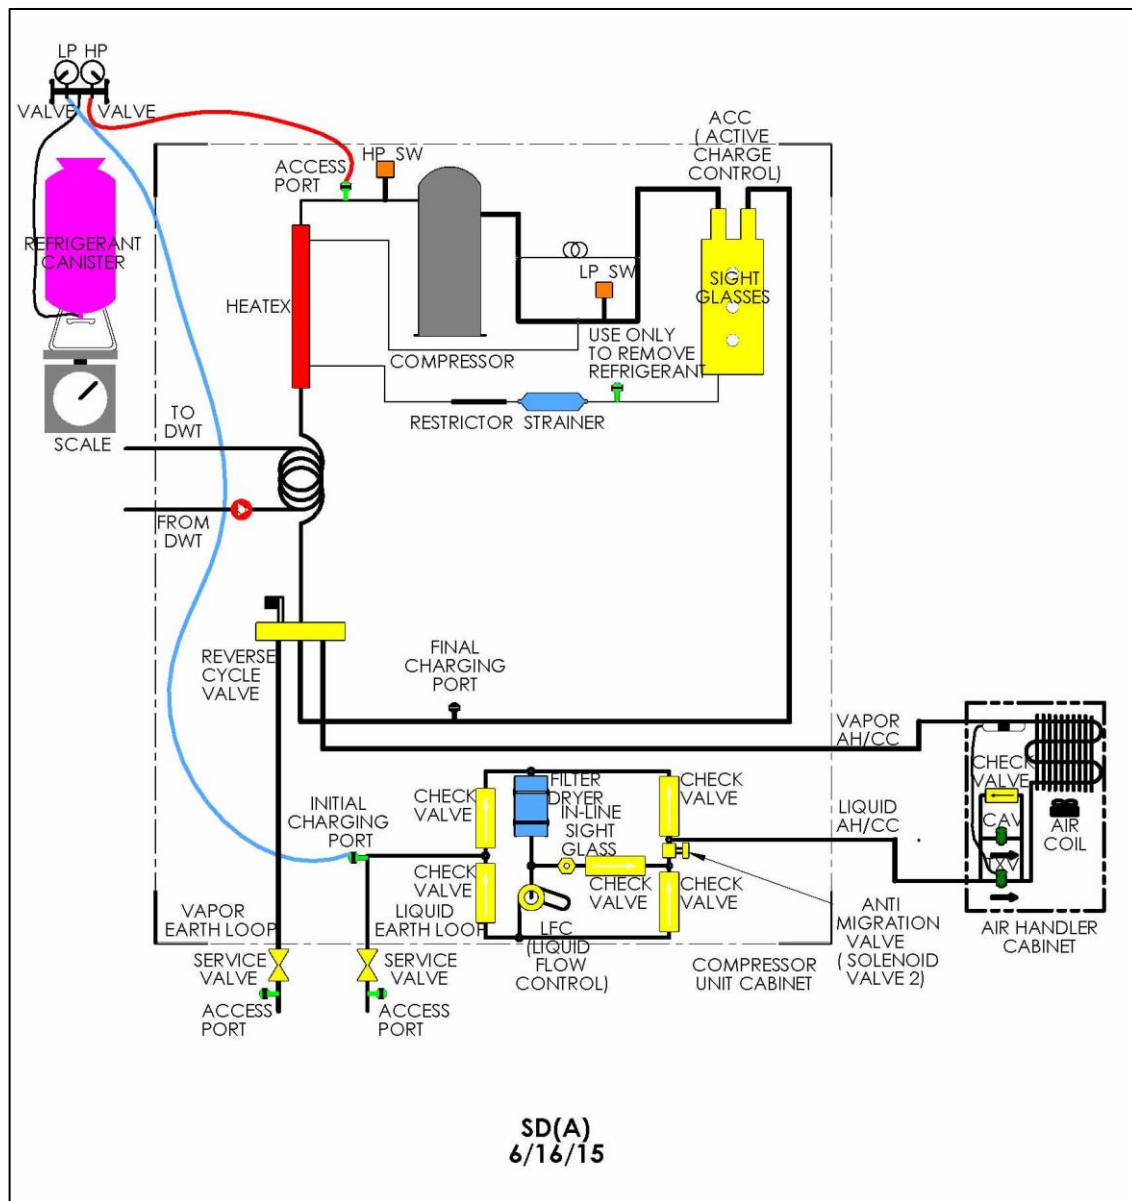 LP HP
VALVE VALVE
REFRIGERANT
CANISTER
SCALE
ACCESS
PORT
HP SW
ACC
( ACTIVE
CHARGE
CONTROL)
HEATEX
COMPRESSOR
LP SW
SIGHT
GLASSES
USE ONLY
TO REMOVE
REFRIGERANT
RESTRICTOR STRAINER
TO
DWT
FROM
DWT
REVERSE
CYCLE
VALVE
FINAL
CHARGING
PORT
VAPOR
AH/CC
INITIAL
CHARGING
PORT
CHECK
VALVE
FILTER
DRYER
IN-LINE
SIGHT
GLASS
CHECK
VALVE
LIQUID
AH/CC
CHECK
VALVE
CAV
TXV
AIR
COIL
CHECK
VALVE
CHECK
VALVE
CHECK
VALVE
VAPOR
EARTH LOOP
LIQUID
EARTH LOOP
LFC
(LIQUID
FLOW
CONTROL)
ANTI
MIGRATION
VALVE
( SOLENOID
VALVE 2)
AIR HANDLER
CABINET
SERVICE
VALVE
SERVICE
VALVE
COMPRESSOR
UNIT CABINET
ACCESS
PORT
ACCESS
PORT
SD(A)
6/16/15